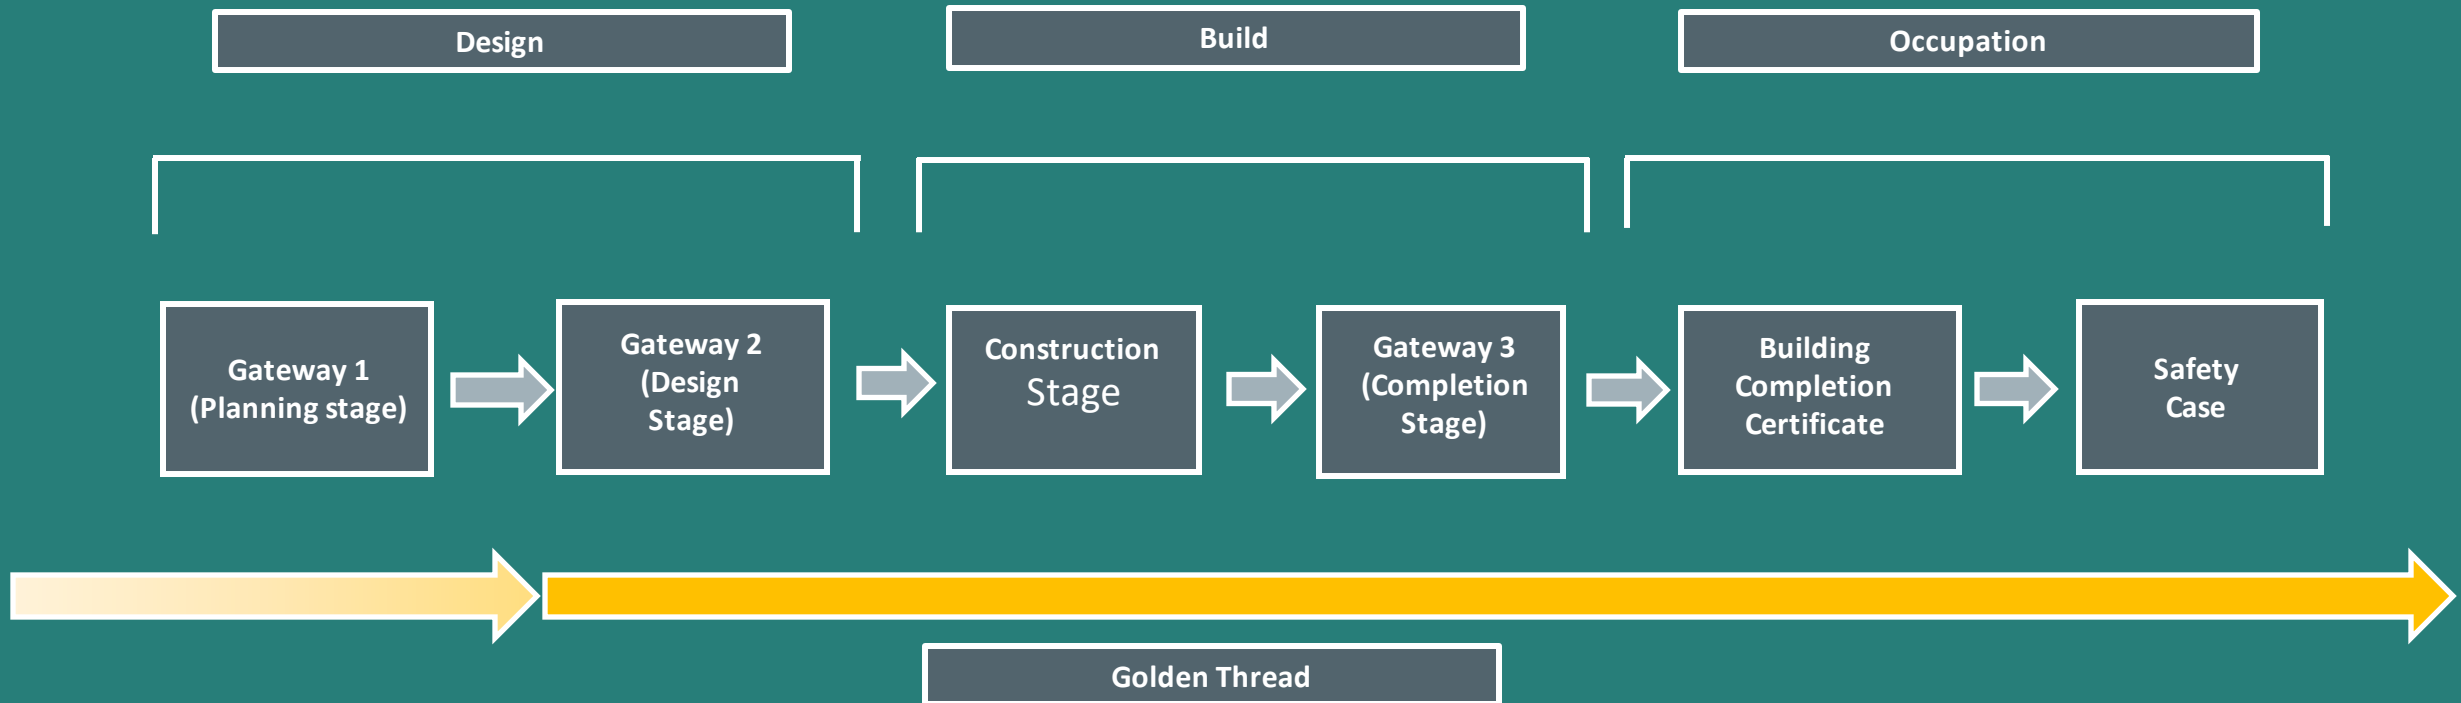 Design
Build
Occupation
Gateway 1
(Planning stage)
Gateway 2
(Design
Stage)
Construction
Stage
Gateway 3
(Completion
Stage)
Building
Completion
Certificate
Safety
Case
Golden Thread